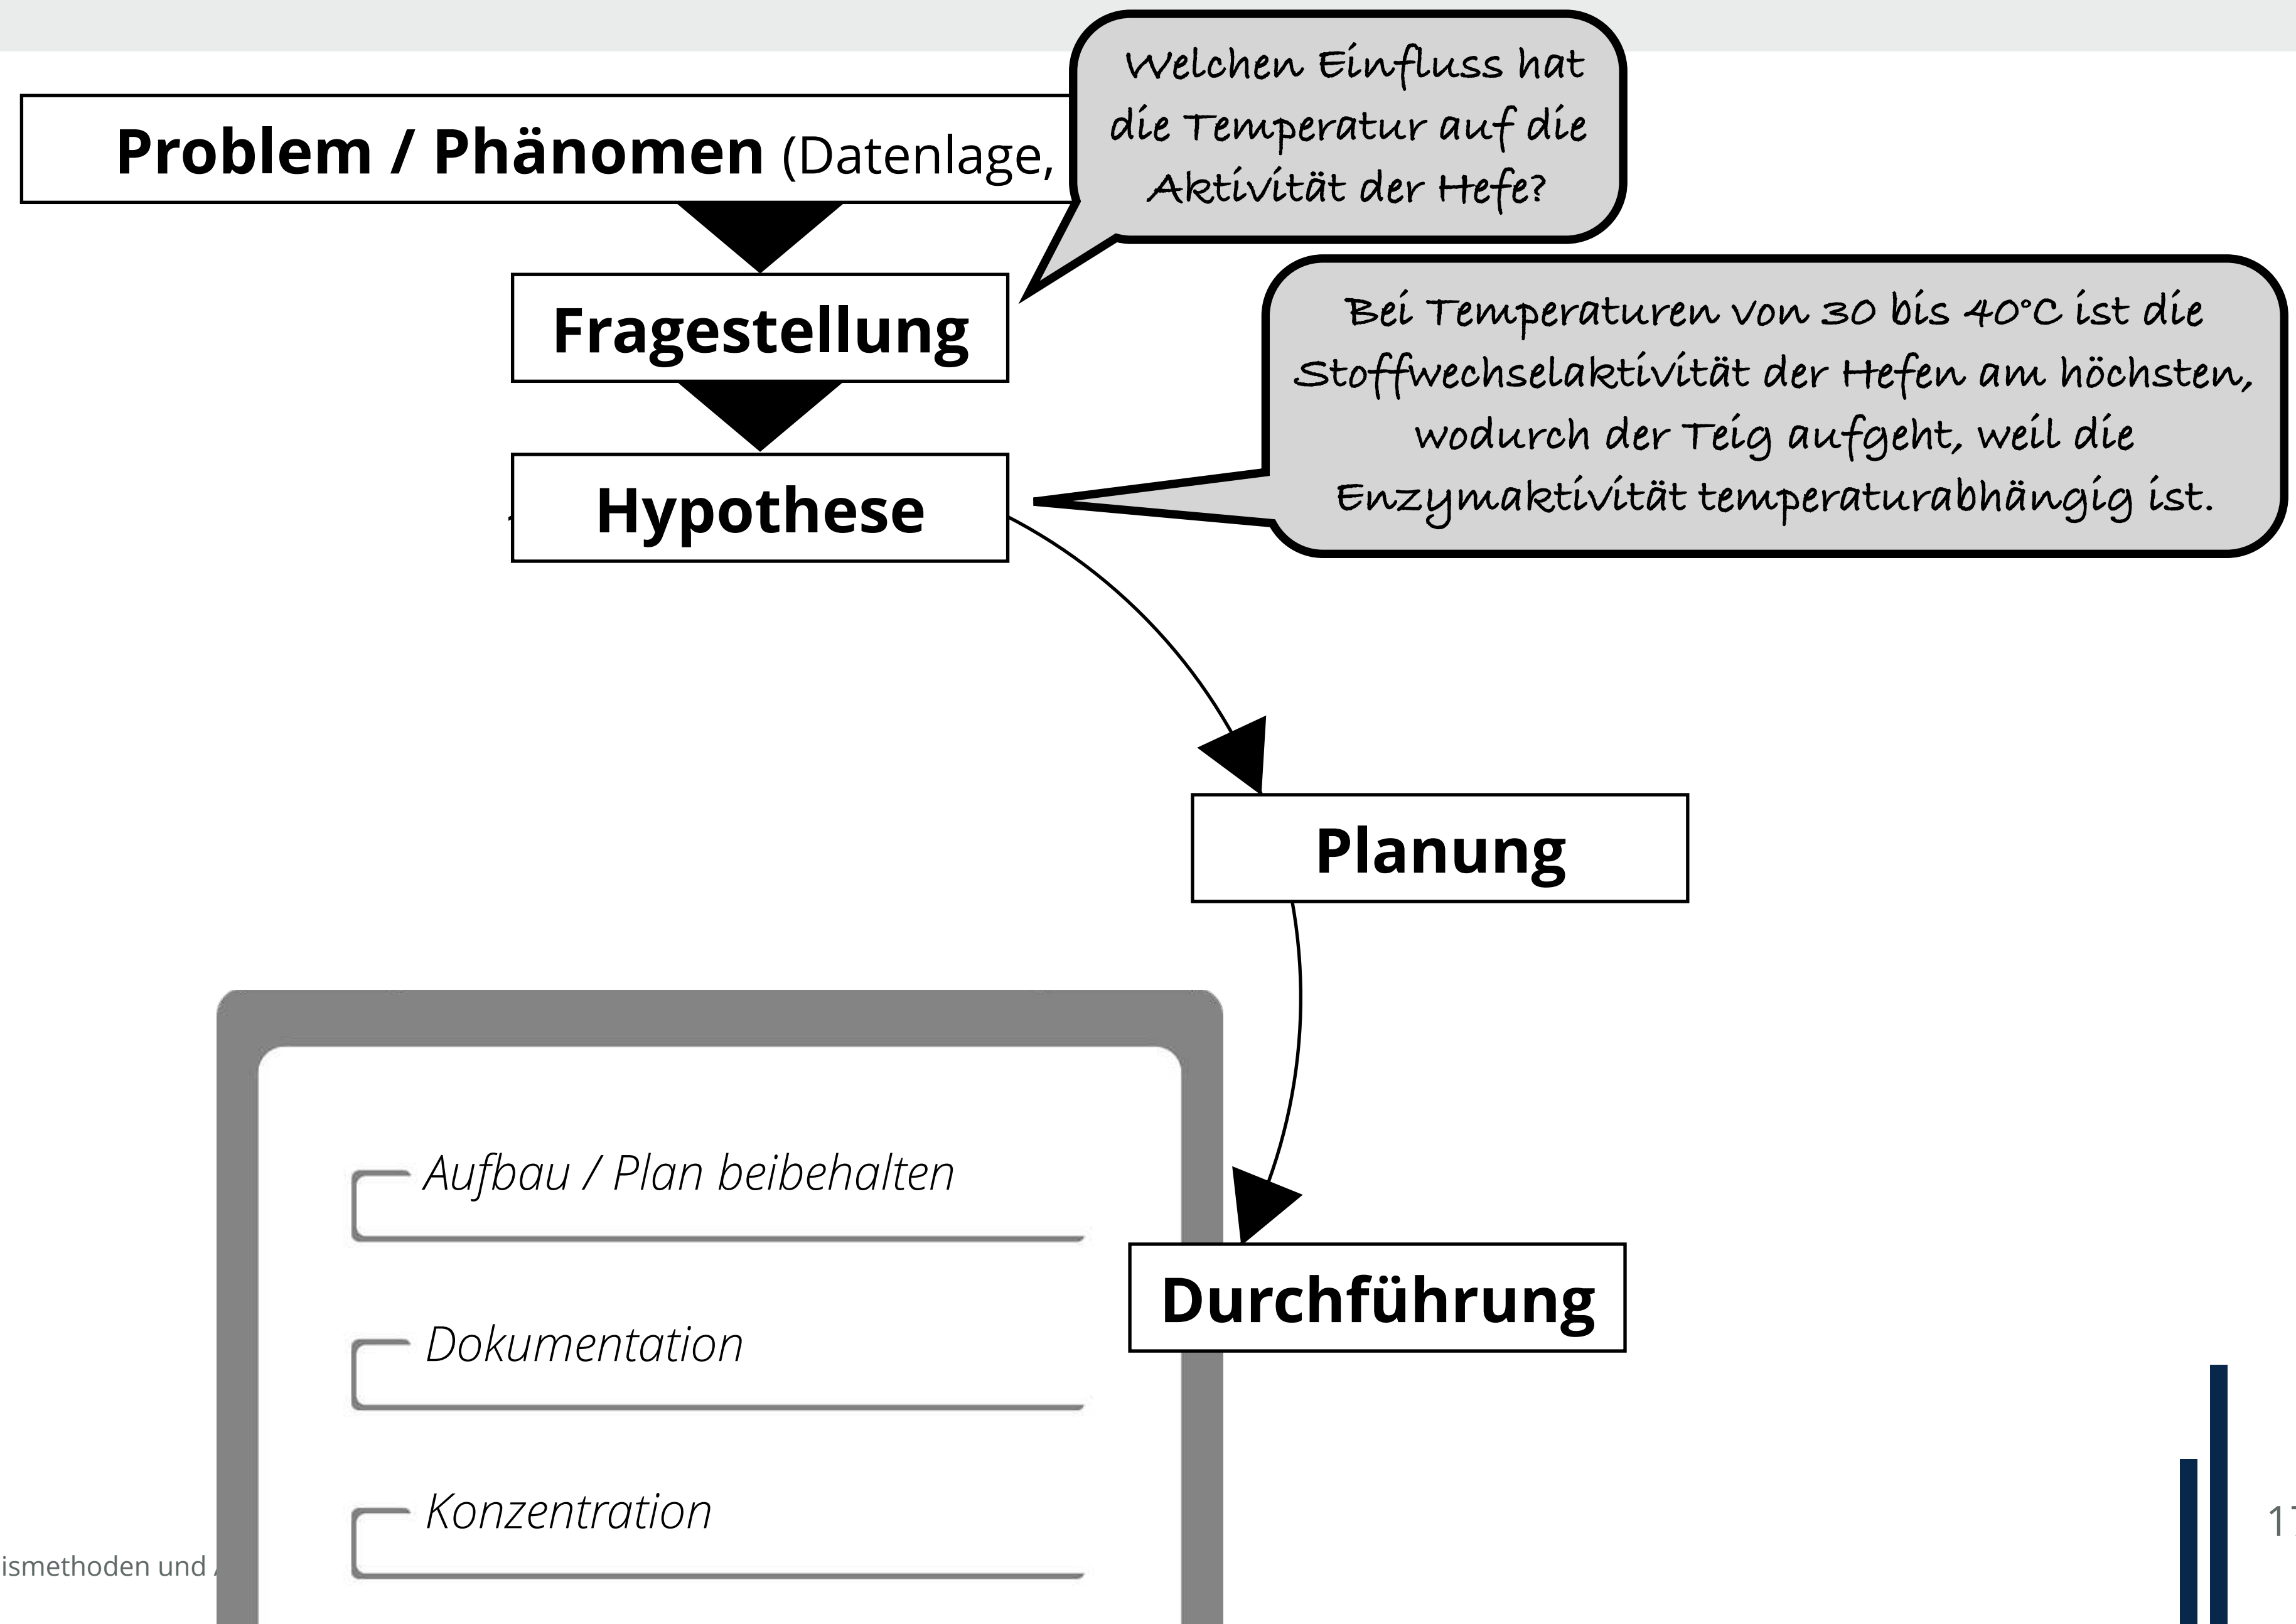 Welchen Einfluss hat
die Temperatur auf die
Aktivität der Hefe?
Problem / Phänomen (Datenlage,
Fragestellung
Bei Temperaturen von 30 bis 40°C ist die
Stoffwechselaktivität der Hefen am höchsten,
wodurch der Teig aufgeht, weil die
Enzymaktivität temperaturabhängig ist.
Hypothese
Planung
Aufbau / Plan beibehalten
Durchführung
Dokumentation
Konzentration
ismethoden und